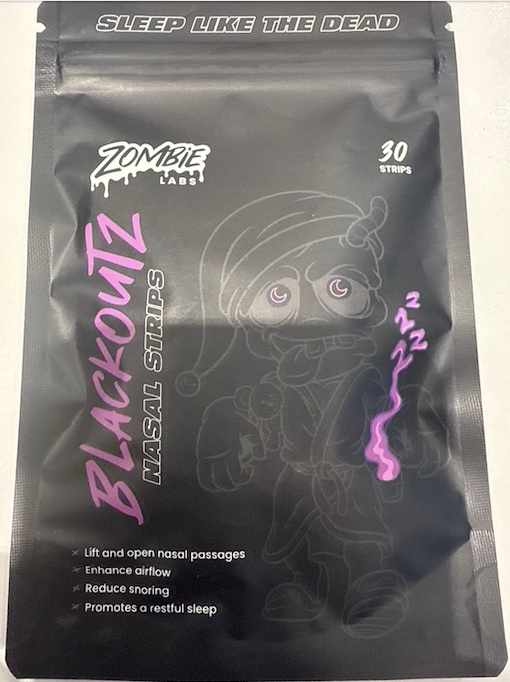 SLEEP LIKE THE DEAD
ZOMBIE
LABS
30
STRIPS
BLACKOUTZ
NASAL STRIPS
Z
Z
Z
Z
Z
Lift and open nasal passages
Enhance airflow
Reduce snoring
Promotes a restful sleep